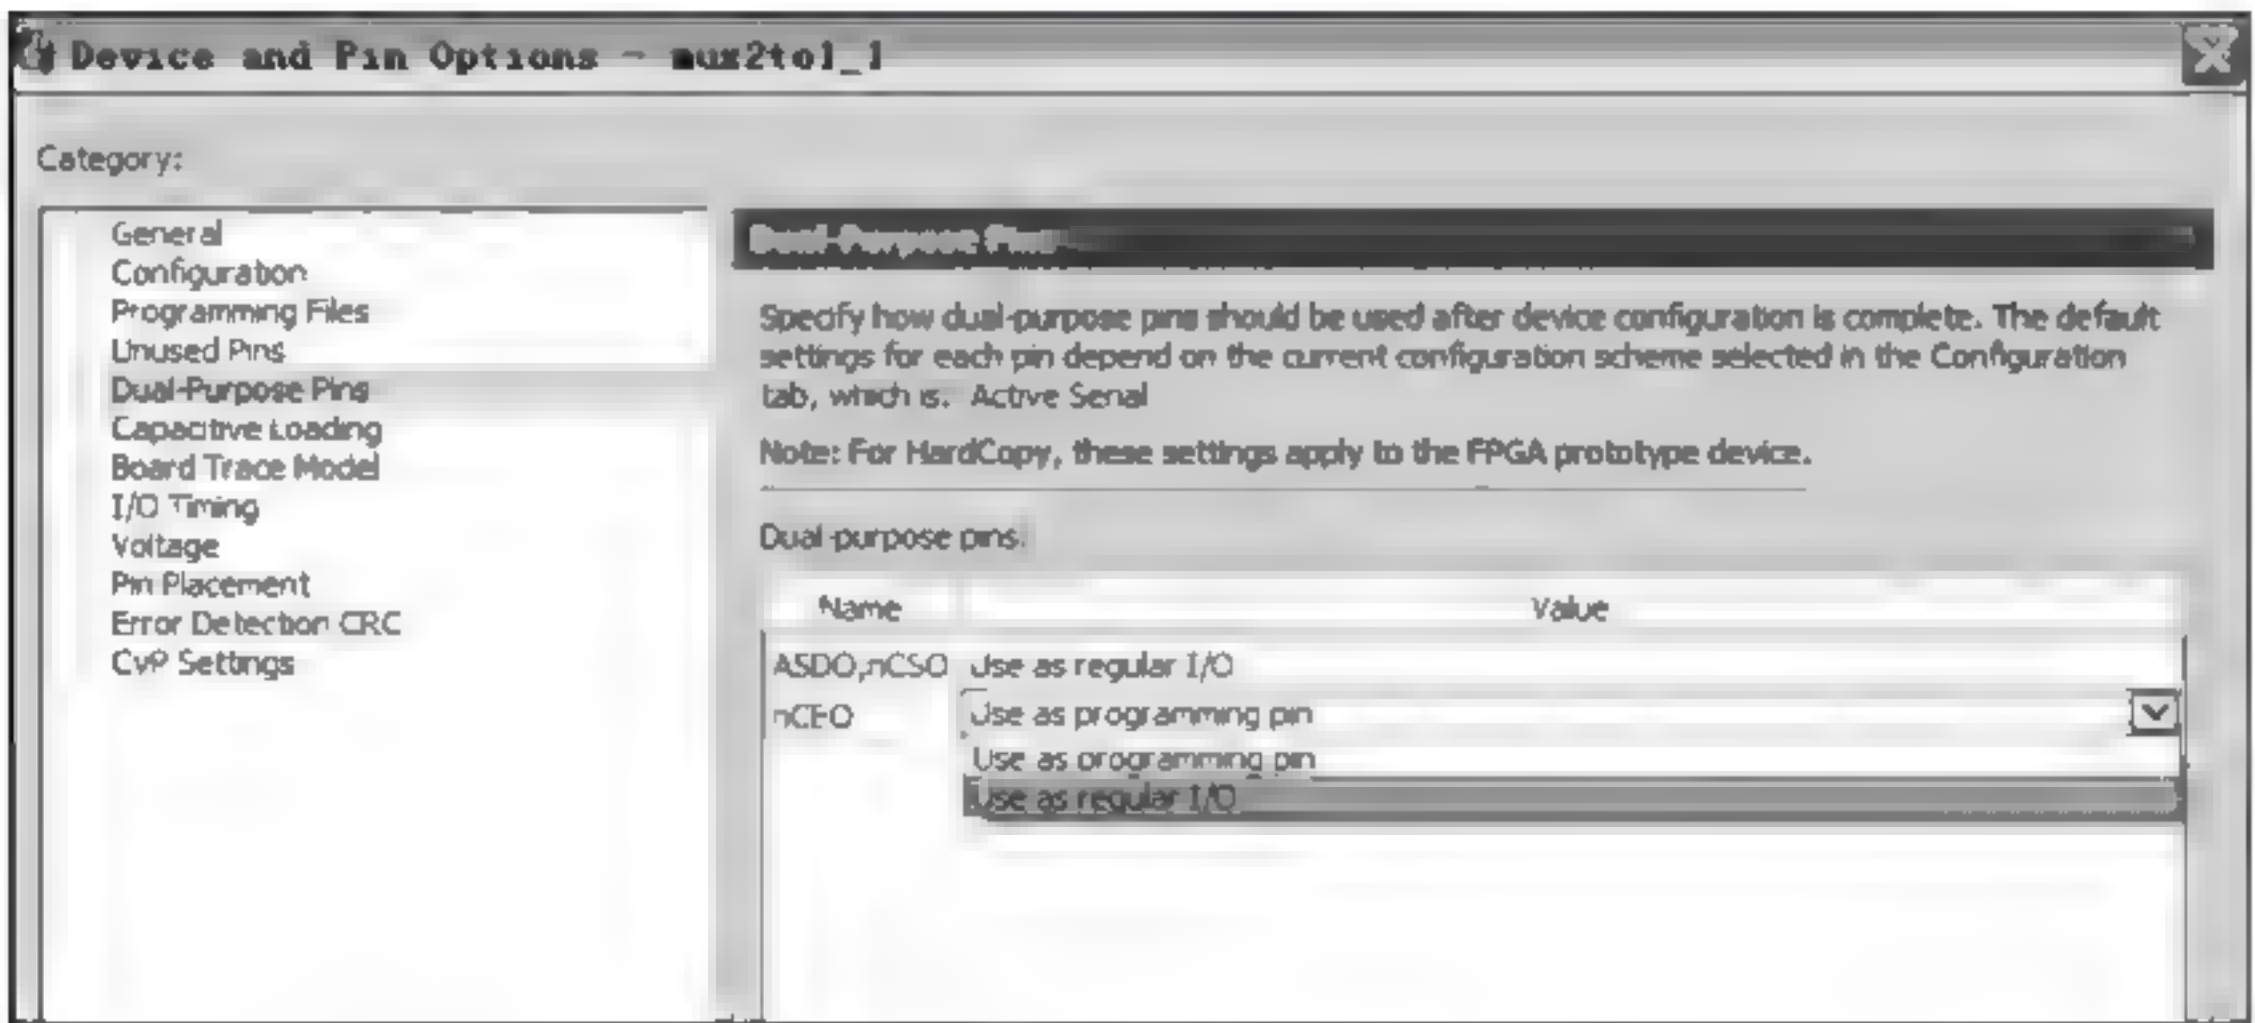 Device and Pin Options - mux2to1_1
Category:
General
Configuration
Programming Files
Unused Pins
Dual-Purpose Pins
Capacitive Loading
Board Trace Model
I/O Timing
Voltage
Pin Placement
Error Detection CRC
CvP Settings
Dual-Purpose Pins
Specify how dual-purpose pins should be used after device configuration is complete. The default
settings for each pin depend on the current configuration scheme selected in the Configuration
tab, which is: Active Serial
Note: For HardCopy, these settings apply to the FPGA prototype device.
Dual-purpose pins:
Name Value
ASDO,nCSO Use as regular I/O
nCEO Use as programming pin
Use as programming pin
Use as regular I/O